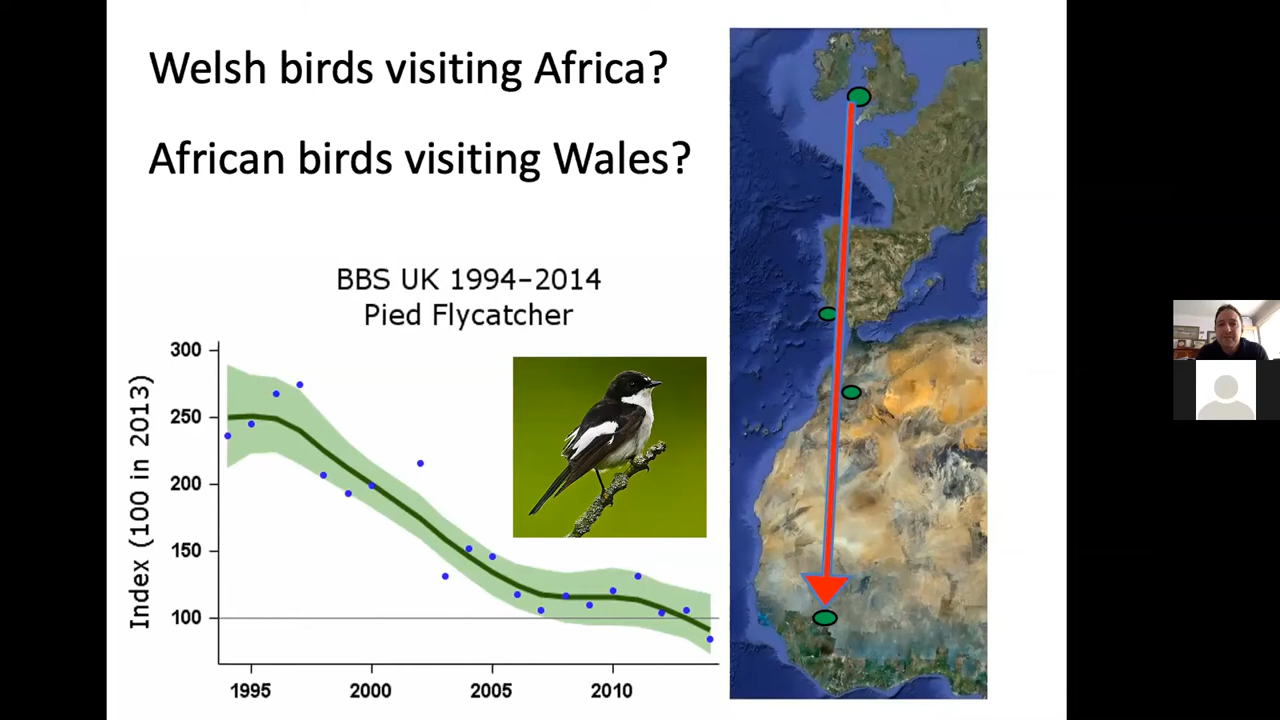 Welsh birds visiting Africa?
African birds visiting Wales?
BBS UK 1994–2014
Pied Flycatcher
Index (100 in 2013)
300
250
200
150
100
1995
2000
2005
2010